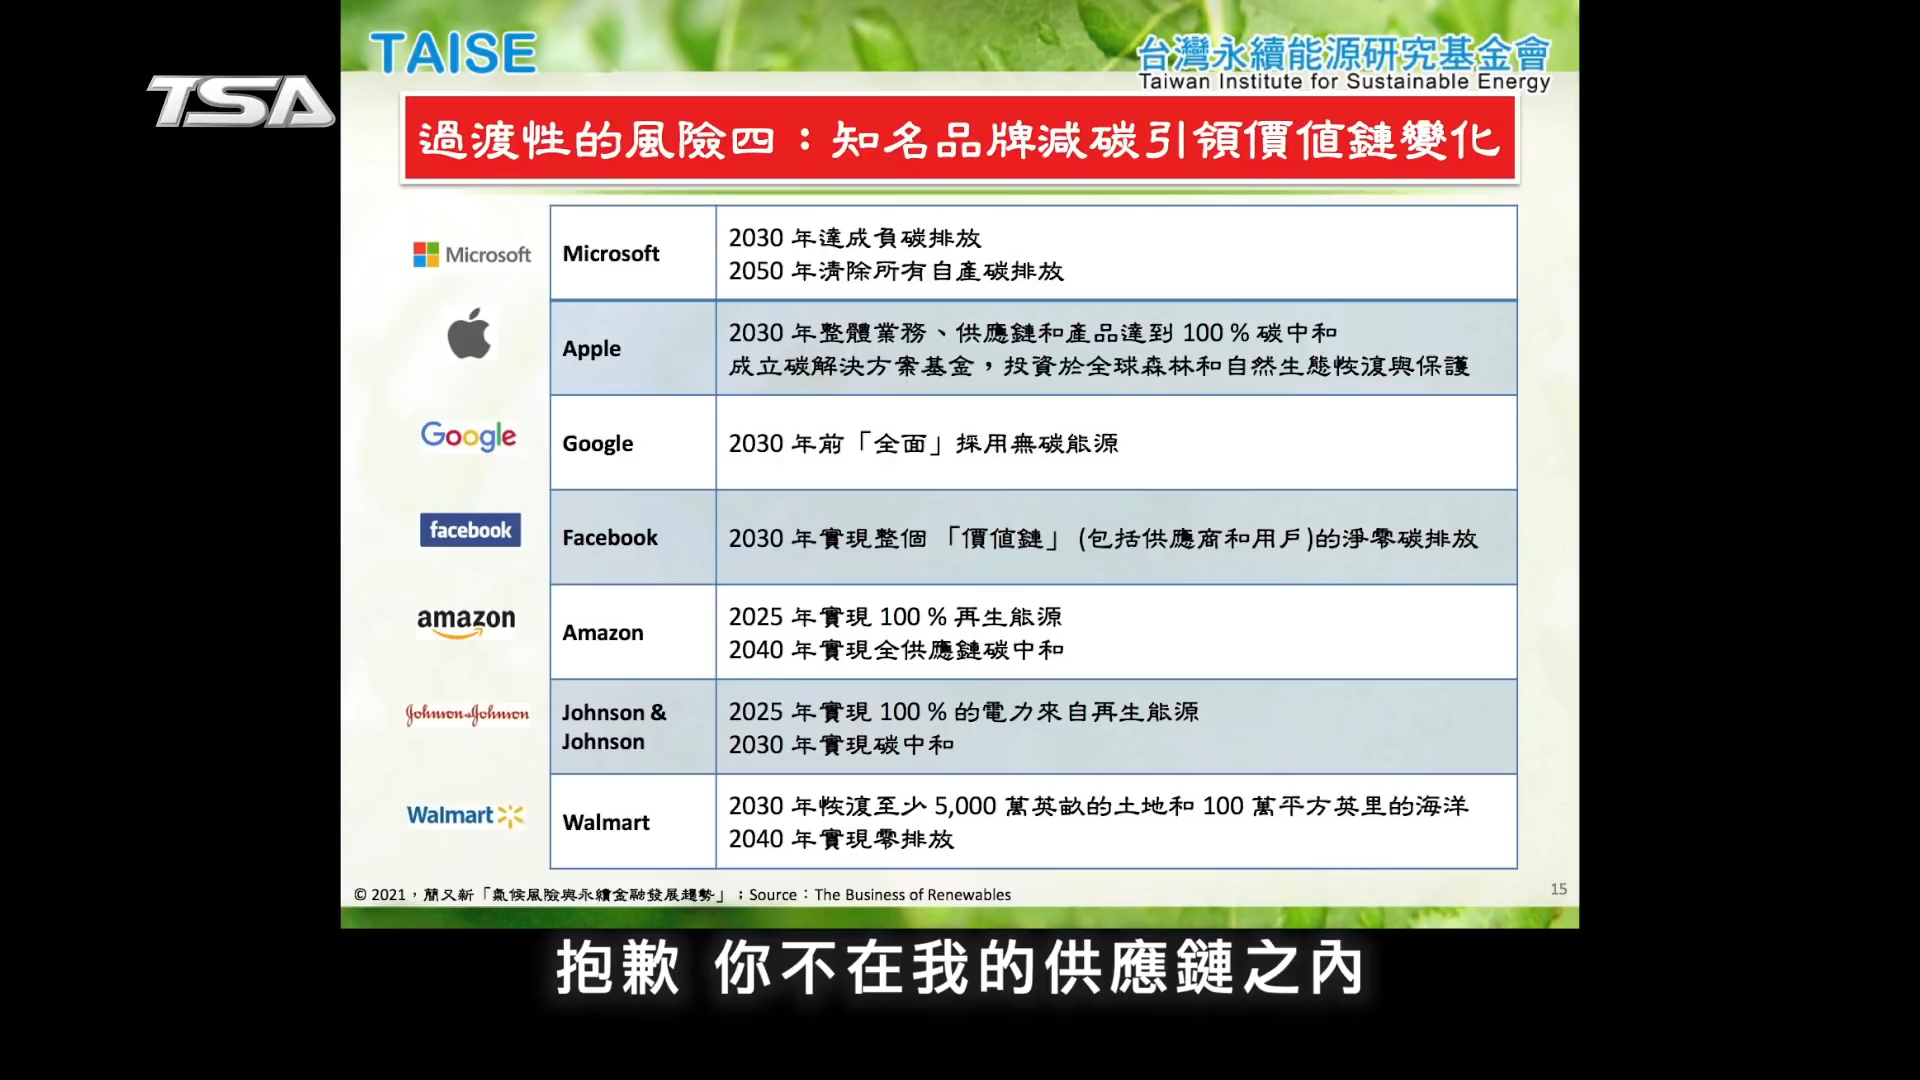 TAISE
台灣永續能源研究基金會
Taiwan Institute for Sustainable Energy
TSA
過渡性的風險四：知名品牌減碳引領價值鏈變化
Microsoft
Microsoft
2030 年達成負碳排放
2050 年清除所有自產碳排放
Apple
2030 年整體業務、供應鏈和產品達到 100 % 碳中和
成立碳解決方案基金，投資於全球森林和自然生態恢復與保護
Google
Google
2030 年前「全面」採用無碳能源
facebook
Facebook
2030 年實現整個 「價值鏈」 (包括供應商和用戶)的淨零碳排放
amazon
Amazon
2025 年實現 100 % 再生能源
2040 年實現全供應鏈碳中和
Johnson & Johnson
Johnson &
Johnson
2025 年實現 100 % 的電力來自再生能源
2030 年實現碳中和
Walmart
Walmart
2030 年恢復至少 5,000 萬英畝的土地和 100 萬平方英里的海洋
2040 年實現零排放
© 2021，簡又新「氣候風險與永續金融發展趨勢」；Source：The Business of Renewables
15
抱歉 你不在我的供應鏈之內